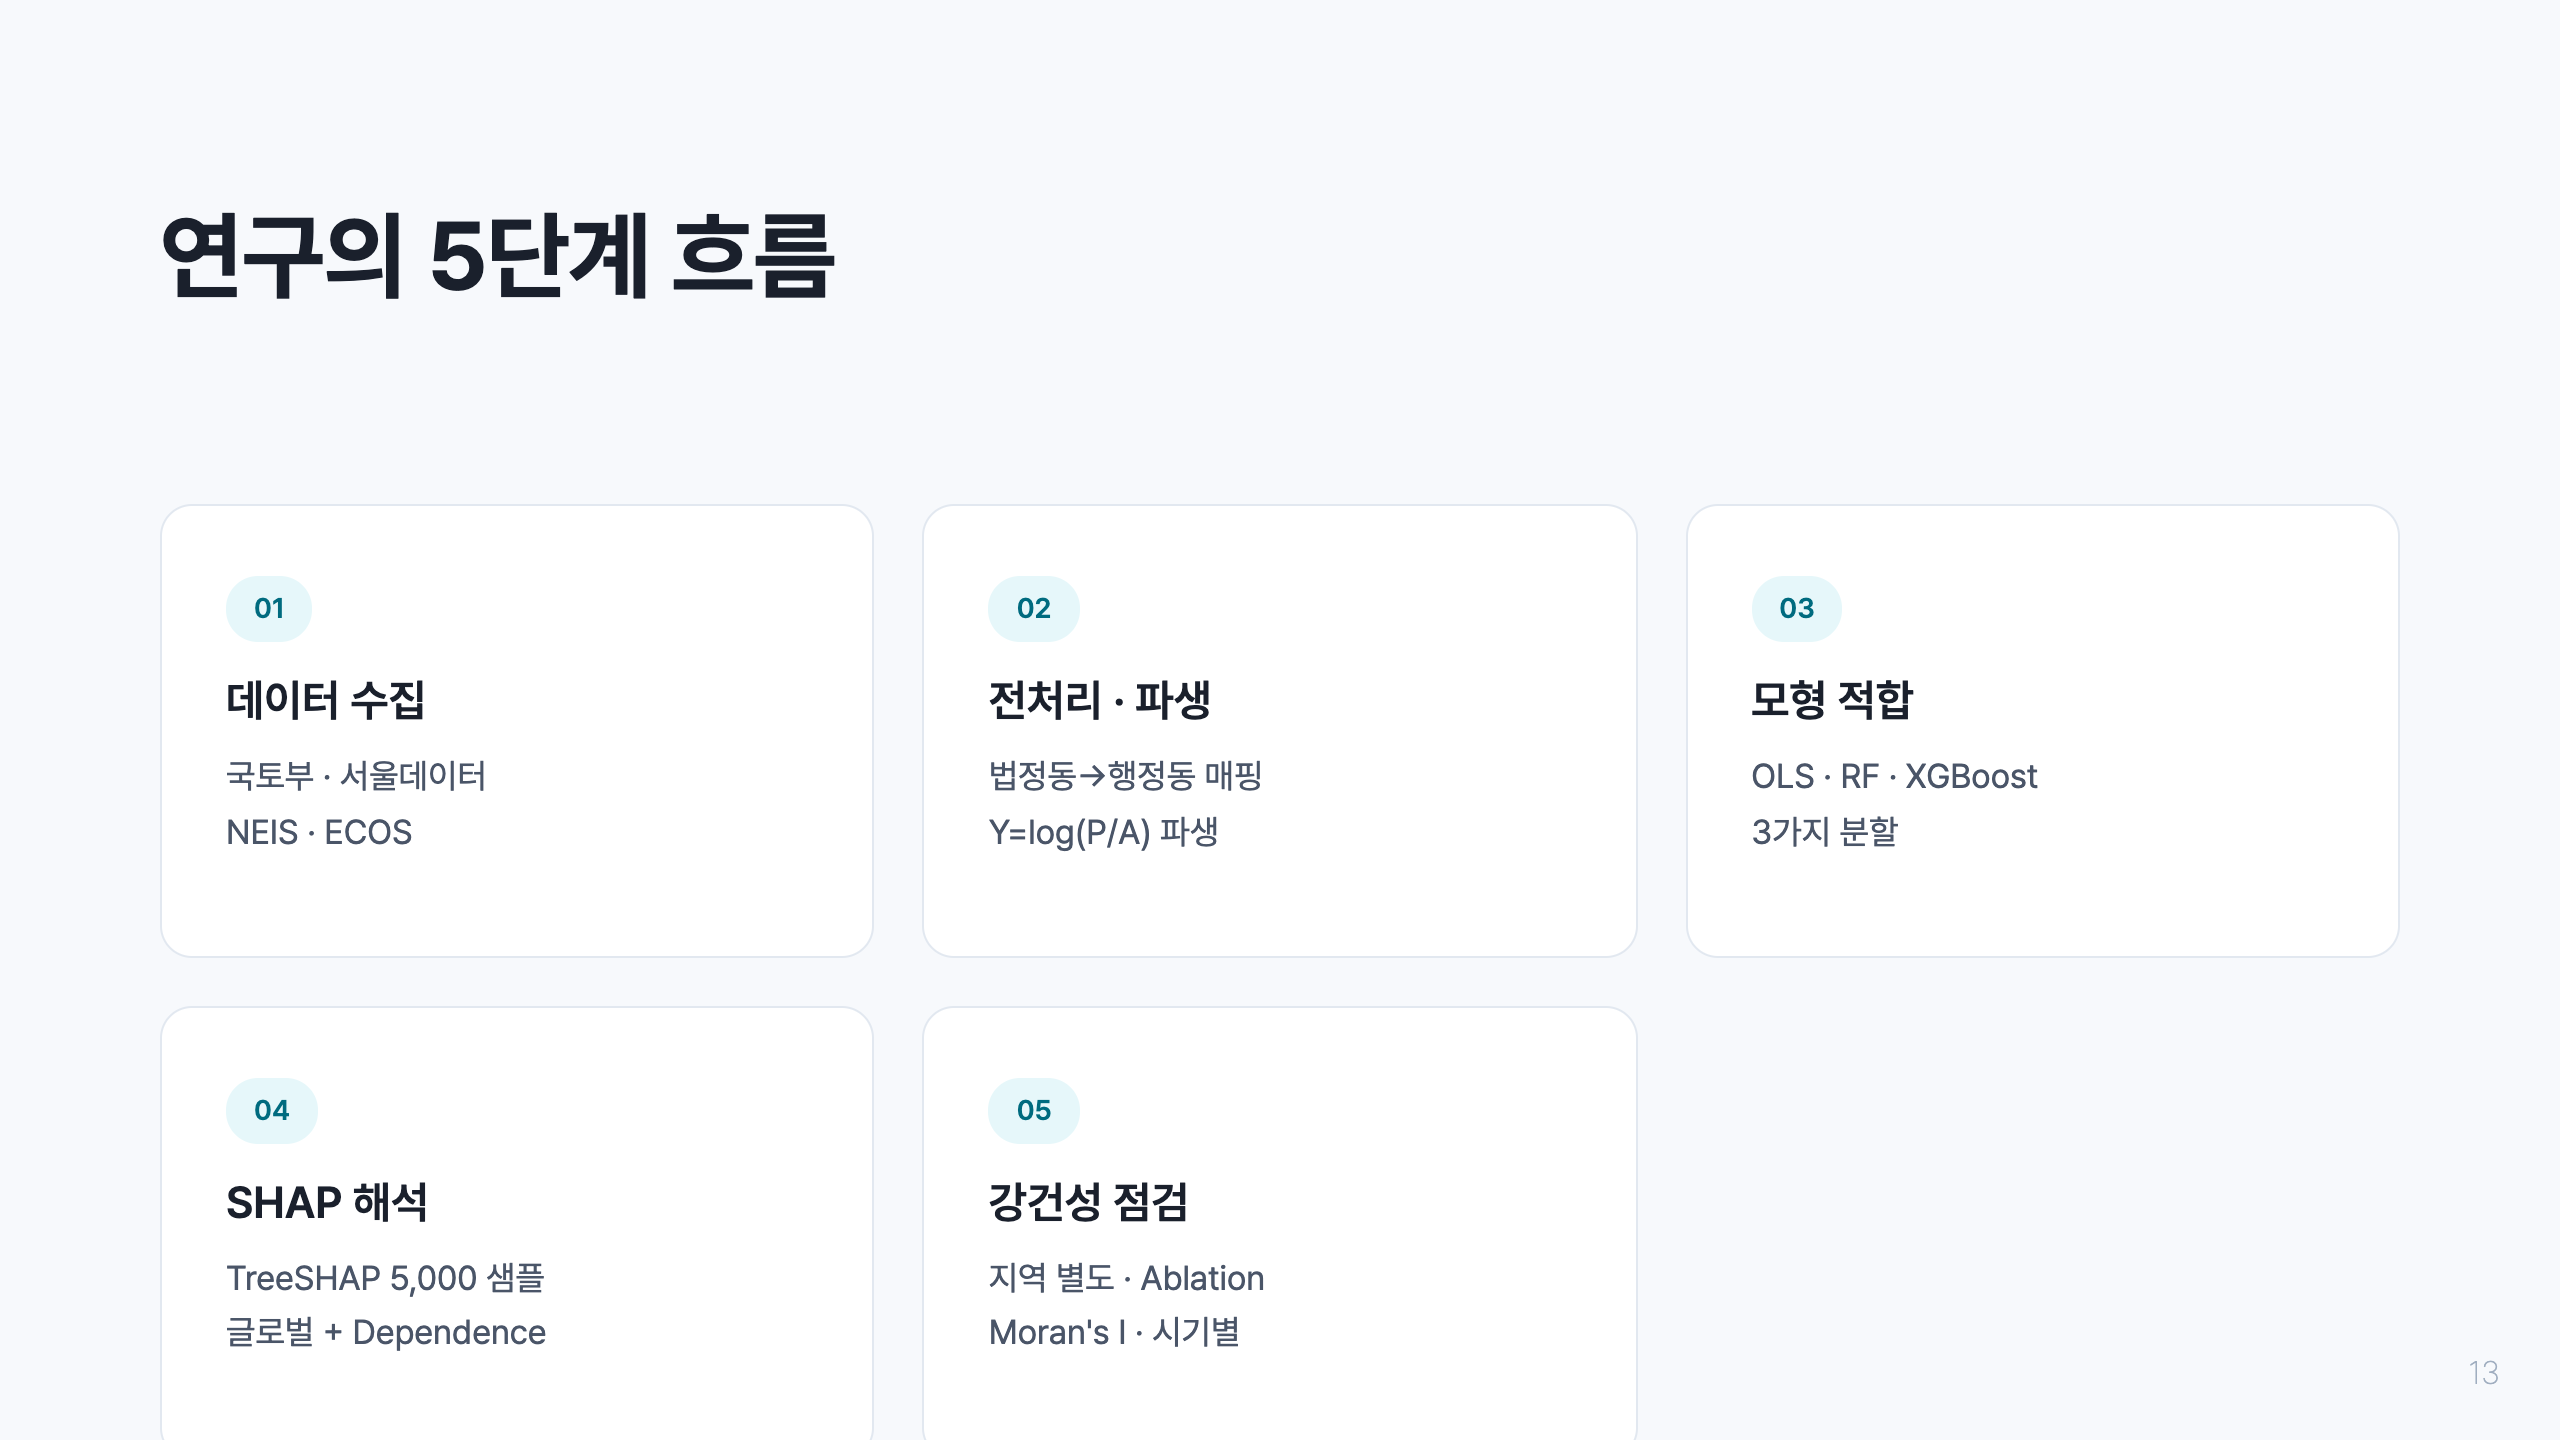 연구의 5단계 흐름
01
데이터 수집
국토부 · 서울데이터
NEIS · ECOS
02
전처리 · 파생
법정동→행정동 매핑
Y=log(P/A) 파생
03
모형 적합
OLS · RF · XGBoost
3가지 분할
04
SHAP 해석
TreeSHAP 5,000 샘플
글로벌 + Dependence
05
강건성 점검
지역 별도 · Ablation
Moran's I · 시기별
13